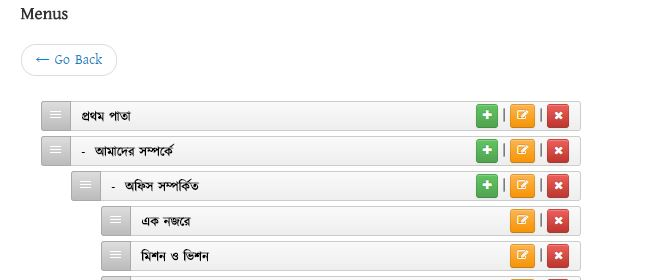 Menus
← Go Back
প্রথম পাতা
- আমাদের সম্পর্কে
- অফিস সম্পর্কিত
এক নজরে
মিশন ও ভিশন